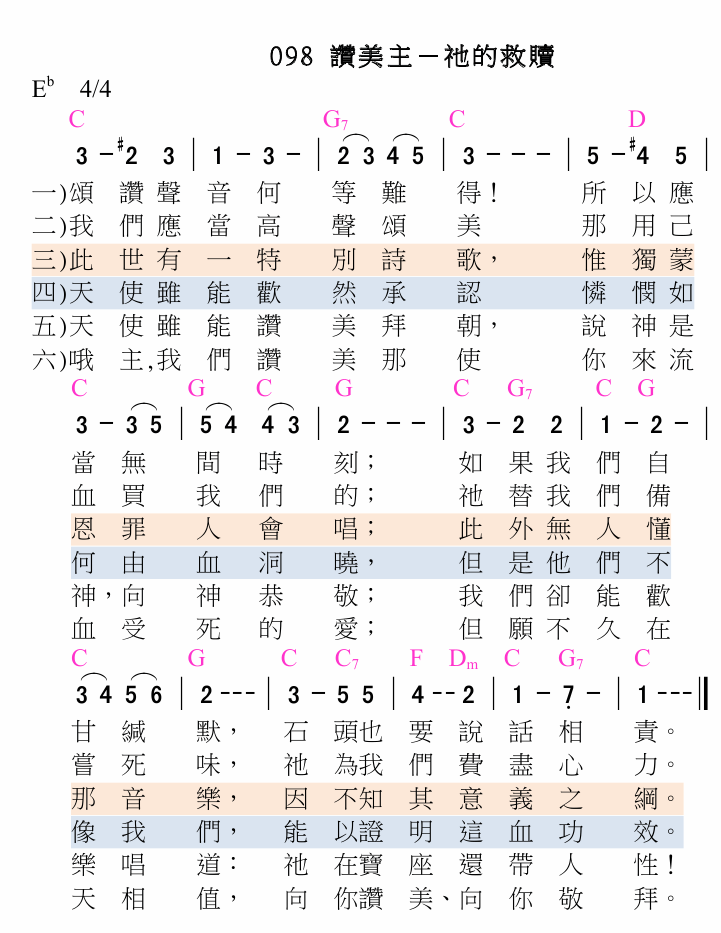 098 讚美主－祂的救贖
E♭ 4/4
C G7 C D
3 - #2 3 | 1 - 3 - | 2 3 4 5 | 3 - - - | 5 - #4 5 |
一)頌讚聲音何等難得！所以應
二)我們應當高聲頌美 那用己
三)此世有一特別詩歌，惟獨蒙
四)天使雖能歡然承認 憐憫如
五)天使雖能讚美拜朝，說神是
六)哦主,我們讚美那使 你來流
C G C G C G7 C G
3 - 3 5 | 5 4 4 3 | 2 - - - | 3 - 2 2 | 1 - 2 - |
當無間時刻；如果我們自
血買我們的；祂替我們備
恩罪人會唱；此外無人懂
何由血洞曉，但是他們不
神，向神恭敬；我們卻能歡
血受死的愛；但願不久在
C G C C7 F Dm C G7 C
3 4 5 6 | 2 - - - | 3 - 5 5 | 4 - - 2 | 1 - 7̣ - | 1 - - - ‖
甘緘默，石頭也要說話相責。
嘗死味，祂為我們費盡心力。
那音樂，因不知其意義之綱。
像我們，能以證明這血功效。
樂唱道：祂在寶座還帶人性！
天相值，向你讚美、向你敬拜。